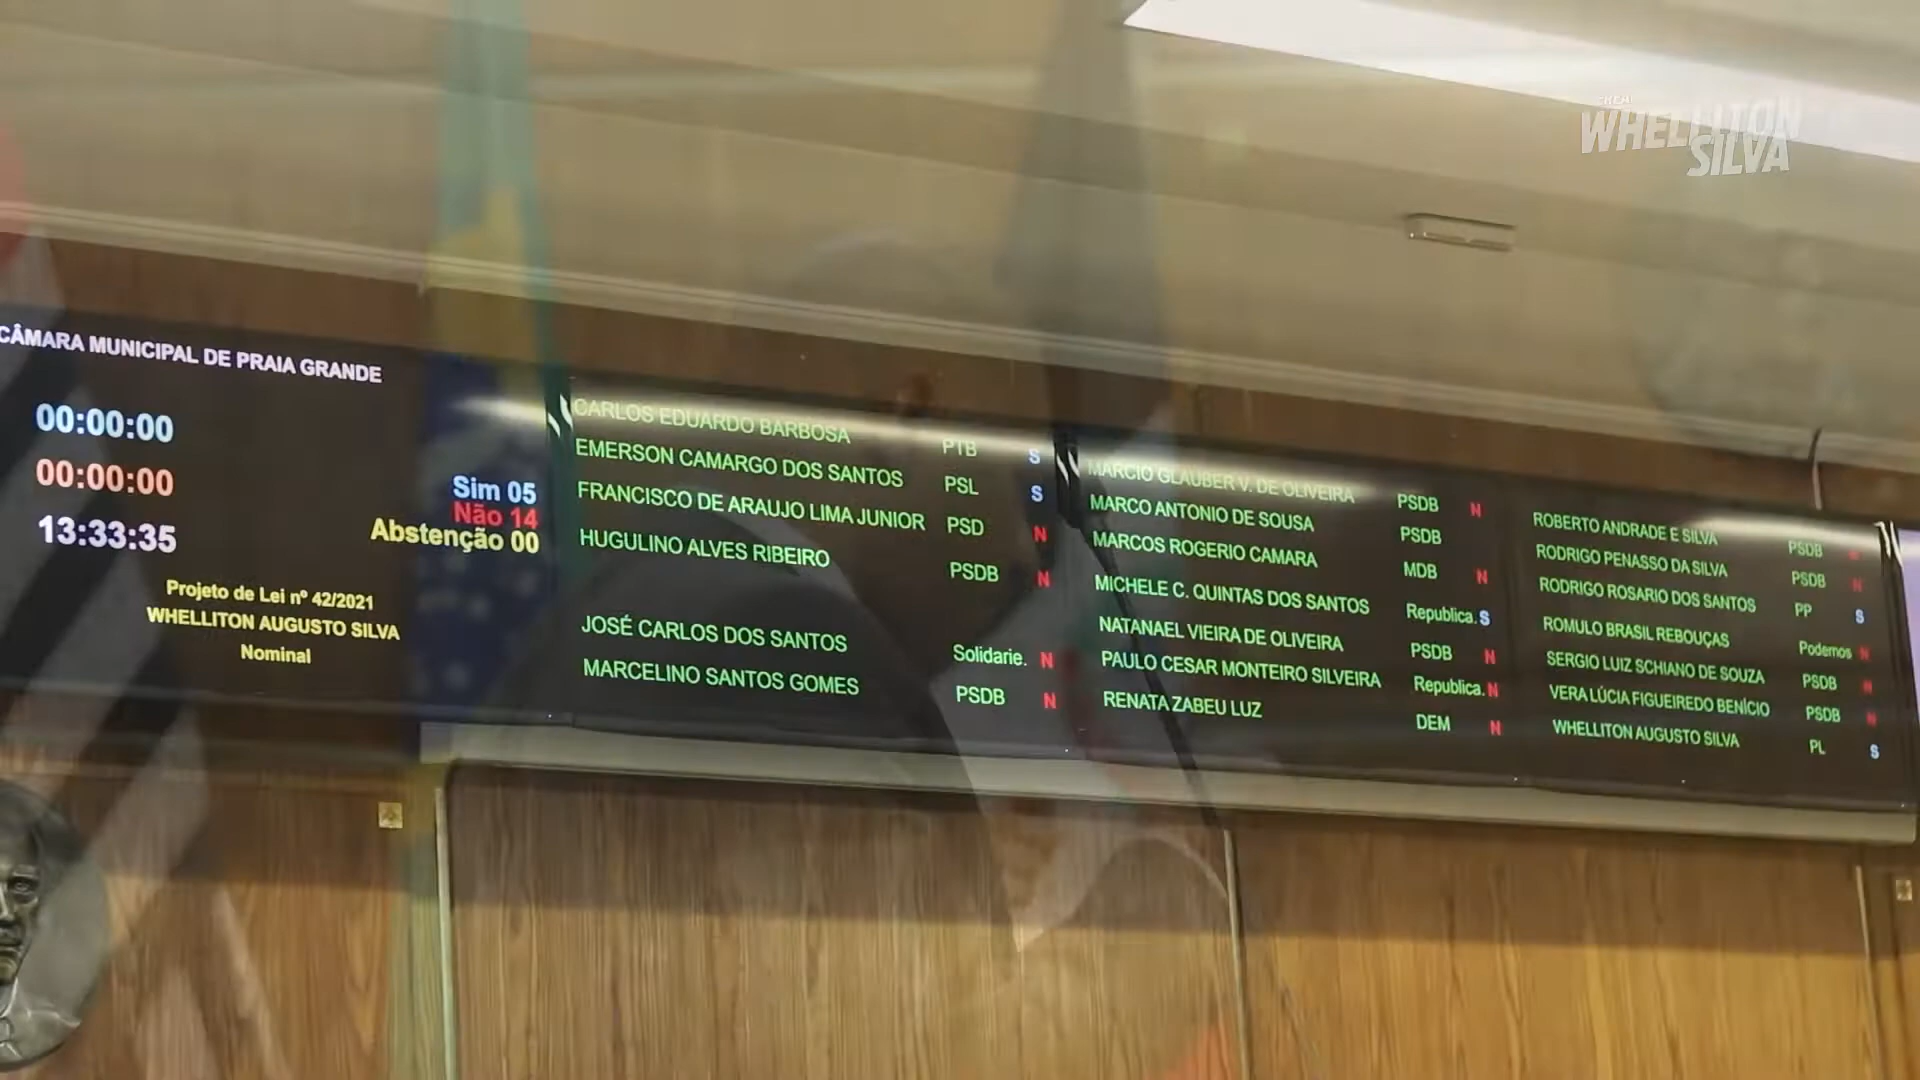 WHELLITON
SILVA
CÂMARA MUNICIPAL DE PRAIA GRANDE
00:00:00
00:00:00
13:33:35
Sim 05
Não 14
Abstenção 00
Projeto de Lei nº 42/2021
WHELLITON AUGUSTO SILVA
Nominal
CARLOS EDUARDO BARBOSA PTB S
EMERSON CAMARGO DOS SANTOS PSL S
FRANCISCO DE ARAUJO LIMA JUNIOR PSD N
HUGULINO ALVES RIBEIRO PSDB N
JOSÉ CARLOS DOS SANTOS Solidarie. N
MARCELINO SANTOS GOMES PSDB N
MARCIO GLAUBER V. DE OLIVEIRA PSDB N
MARCO ANTONIO DE SOUSA PSDB
MARCOS ROGERIO CAMARA MDB N
MICHELE C. QUINTAS DOS SANTOS Republica. S
NATANAEL VIEIRA DE OLIVEIRA PSDB N
PAULO CESAR MONTEIRO SILVEIRA Republica. N
RENATA ZABEU LUZ DEM N
ROBERTO ANDRADE E SILVA PSDB N
RODRIGO PENASSO DA SILVA PSDB N
RODRIGO ROSARIO DOS SANTOS PP S
ROMULO BRASIL REBOUÇAS Podemos N
SERGIO LUIZ SCHIANO DE SOUZA PSDB N
VERA LÚCIA FIGUEIREDO BENÍCIO PSDB N
WHELLITON AUGUSTO SILVA PL S